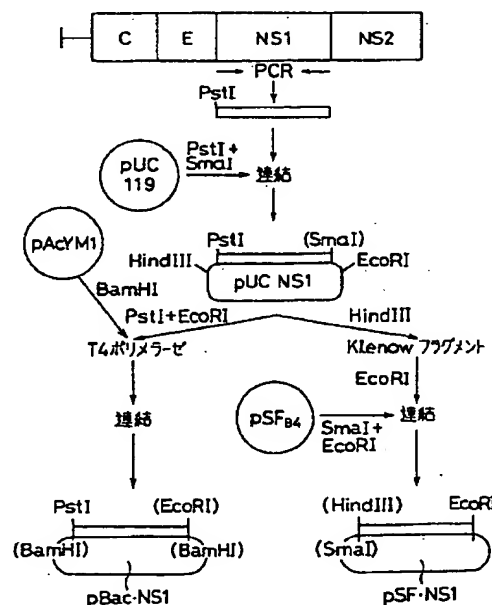 C E NS1 NS2
PCR
PstI
pUC
119
PstI+
SmaI
連結
pAcYM1
PstI (SmaI)
HindIII EcoRI
pUC NS1
BamHI
PstI+EcoRI HindIII
T4ポリメラーゼ Klenow フラグメント
EcoRI
連結 pSFB4 連結
SmaI+
EcoRI
PstI (EcoRI) (HindIII) EcoRI
(BamHI) (BamHI) (SmaI)
pBac·NS1 pSF·NS1